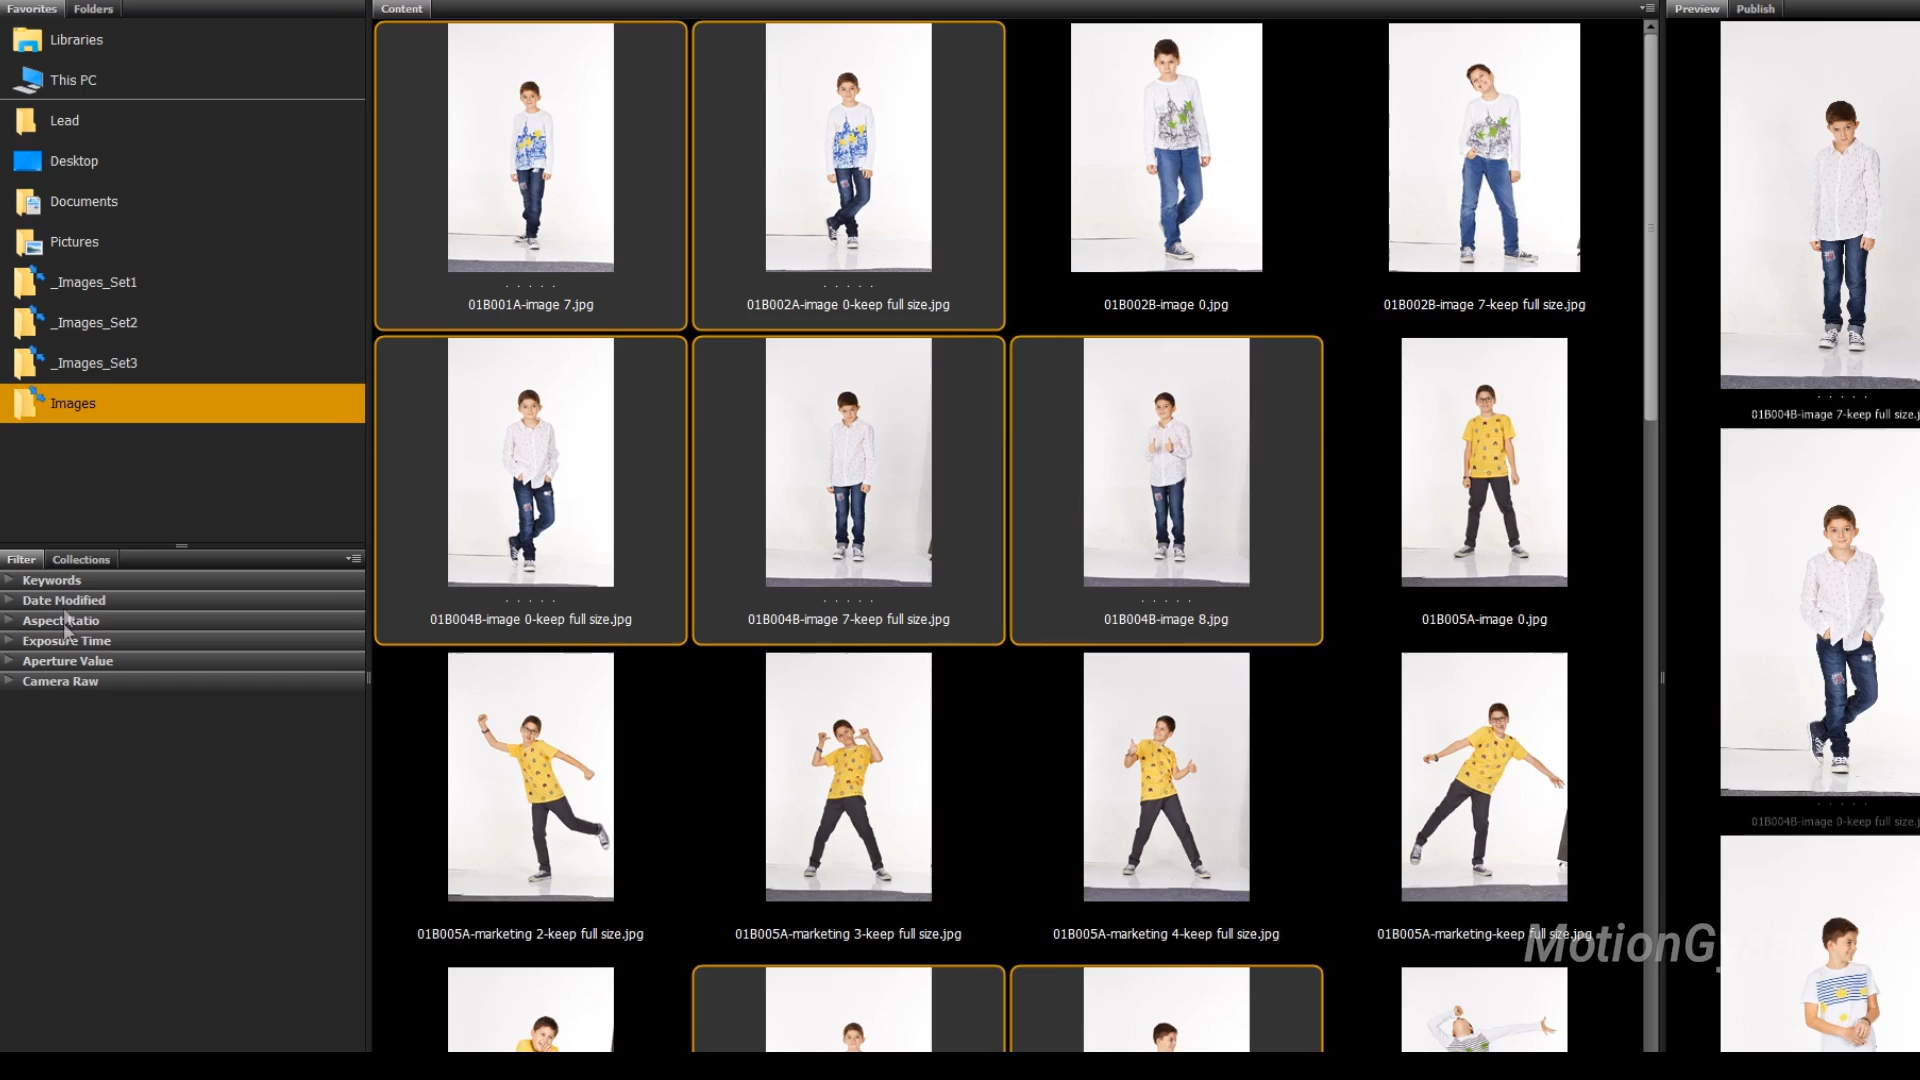 Favorites
Folders
Content
Preview
Publish
Libraries
This PC
Lead
Desktop
Documents
Pictures
_Images_Set1
_Images_Set2
_Images_Set3
Images
01B001A-image 7.jpg
01B002A-image 0-keep full size.jpg
01B002B-image 0.jpg
01B002B-image 7-keep full size.jpg
01B004B-image 0-keep full size.jpg
01B004B-image 7-keep full size.jpg
01B004B-image 8.jpg
01B005A-image 0.jpg
01B005A-marketing 2-keep full size.jpg
01B005A-marketing 3-keep full size.jpg
01B005A-marketing 4-keep full size.jpg
01B005A-marketing-keep full size.jpg
Filter
Collections
Keywords
Date Modified
Aspect Ratio
Exposure Time
Aperture Value
Camera Raw
01B004B-image 7-keep full size.j
01B004B-image 0-keep full size.j